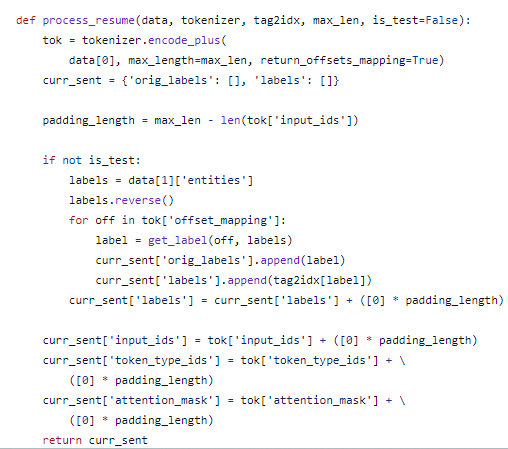 def process_resume(data, tokenizer, tag2idx, max_len, is_test=False):
    tok = tokenizer.encode_plus(
        data[0], max_length=max_len, return_offsets_mapping=True)
    curr_sent = {'orig_labels': [], 'labels': []}

    padding_length = max_len - len(tok['input_ids'])

    if not is_test:
        labels = data[1]['entities']
        labels.reverse()
        for off in tok['offset_mapping']:
            label = get_label(off, labels)
            curr_sent['orig_labels'].append(label)
            curr_sent['labels'].append(tag2idx[label])
        curr_sent['labels'] = curr_sent['labels'] + ([0] * padding_length)

    curr_sent['input_ids'] = tok['input_ids'] + ([0] * padding_length)
    curr_sent['token_type_ids'] = tok['token_type_ids'] + \
        ([0] * padding_length)
    curr_sent['attention_mask'] = tok['attention_mask'] + \
        ([0] * padding_length)
    return curr_sent